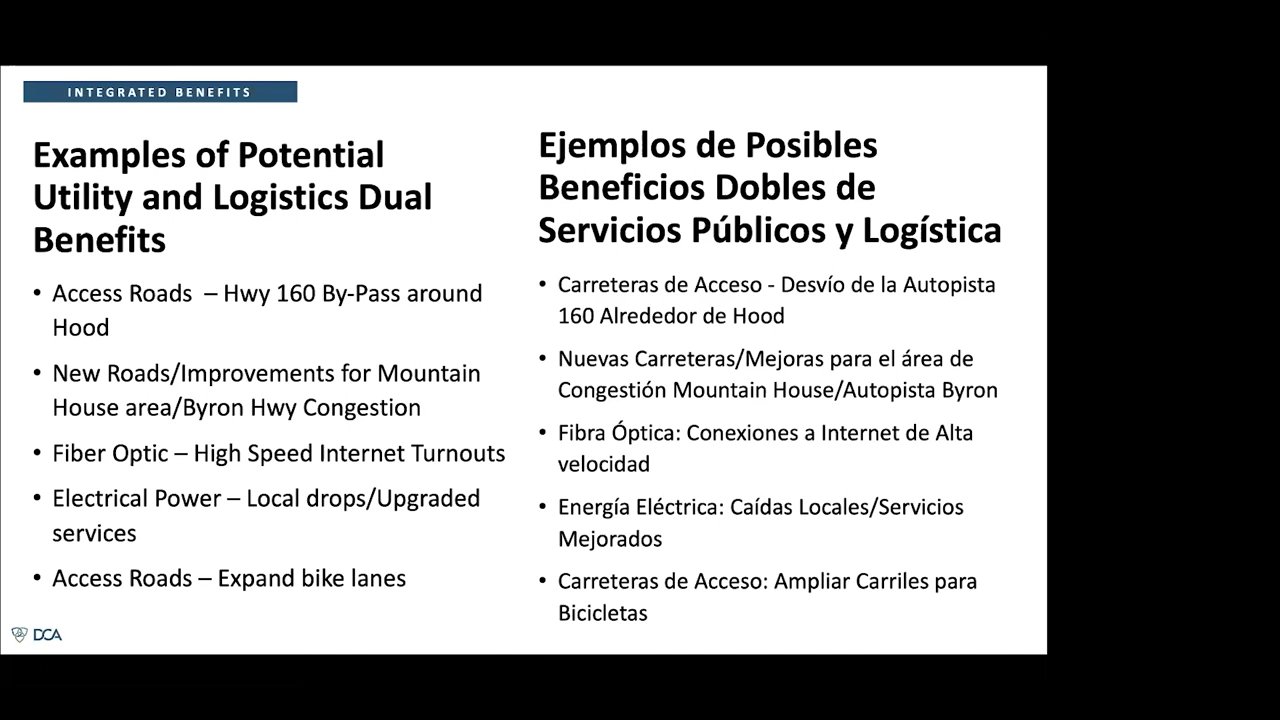 INTEGRATED BENEFITS
Examples of Potential
Utility and Logistics Dual
Benefits
• Access Roads – Hwy 160 By-Pass around
Hood
• New Roads/Improvements for Mountain
House area/Byron Hwy Congestion
• Fiber Optic – High Speed Internet Turnouts
• Electrical Power – Local drops/Upgraded
services
• Access Roads – Expand bike lanes
Ejemplos de Posibles
Beneficios Dobles de
Servicios Públicos y Logística
• Carreteras de Acceso - Desvío de la Autopista
160 Alrededor de Hood
• Nuevas Carreteras/Mejoras para el área de
Congestión Mountain House/Autopista Byron
• Fibra Óptica: Conexiones a Internet de Alta
velocidad
• Energía Eléctrica: Caídas Locales/Servicios
Mejorados
• Carreteras de Acceso: Ampliar Carriles para
Bicicletas
DCA